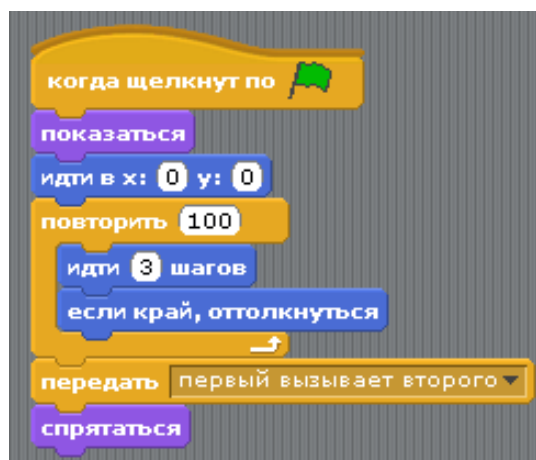 когда щелкнут по
показаться
идти в x: 0 y: 0
повторить 100
идти 3 шагов
если край, оттолкнуться
передать первый вызывает второго
спрятаться